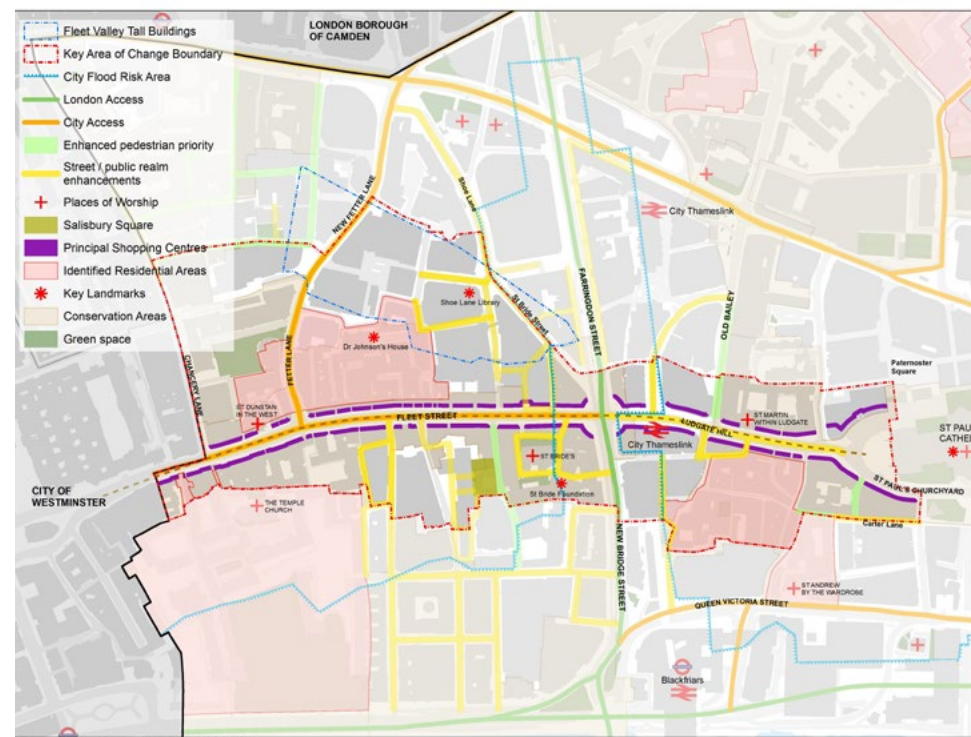 LONDON BOROUGH
OF CAMDEN
Fleet Valley Tall Buildings
Key Area of Change Boundary
City Flood Risk Area
London Access
City Access
Enhanced pedestrian priority
Street / public realm
enhancements
Places of Worship
Salisbury Square
Principal Shopping Centres
Identified Residential Areas
Key Landmarks
Conservation Areas
Green space
NEW FETTER LANE
Shoe Lane
City Thameslink
FARRINGDON STREET
Shoe Lane Library
St Bride Street
OLD BAILEY
Dr Johnson's House
CHANCERY LANE
FETTER LANE
Paternoster
Square
ST DUNSTAN
IN THE WEST
FLEET STREET
LUDGATE HILL
ST MARTIN
WITHIN LUDGATE
City Thameslink
ST PAU
CATHE
CITY OF
WESTMINSTER
ST BRIDE'S
St Bride Foundation
ST PAUL'S CHURCHYARD
THE TEMPLE
CHURCH
Carter Lane
NEW BRIDGE STREET
ST ANDREW
BY THE WARDROBE
QUEEN VICTORIA STREET
Blackfriars